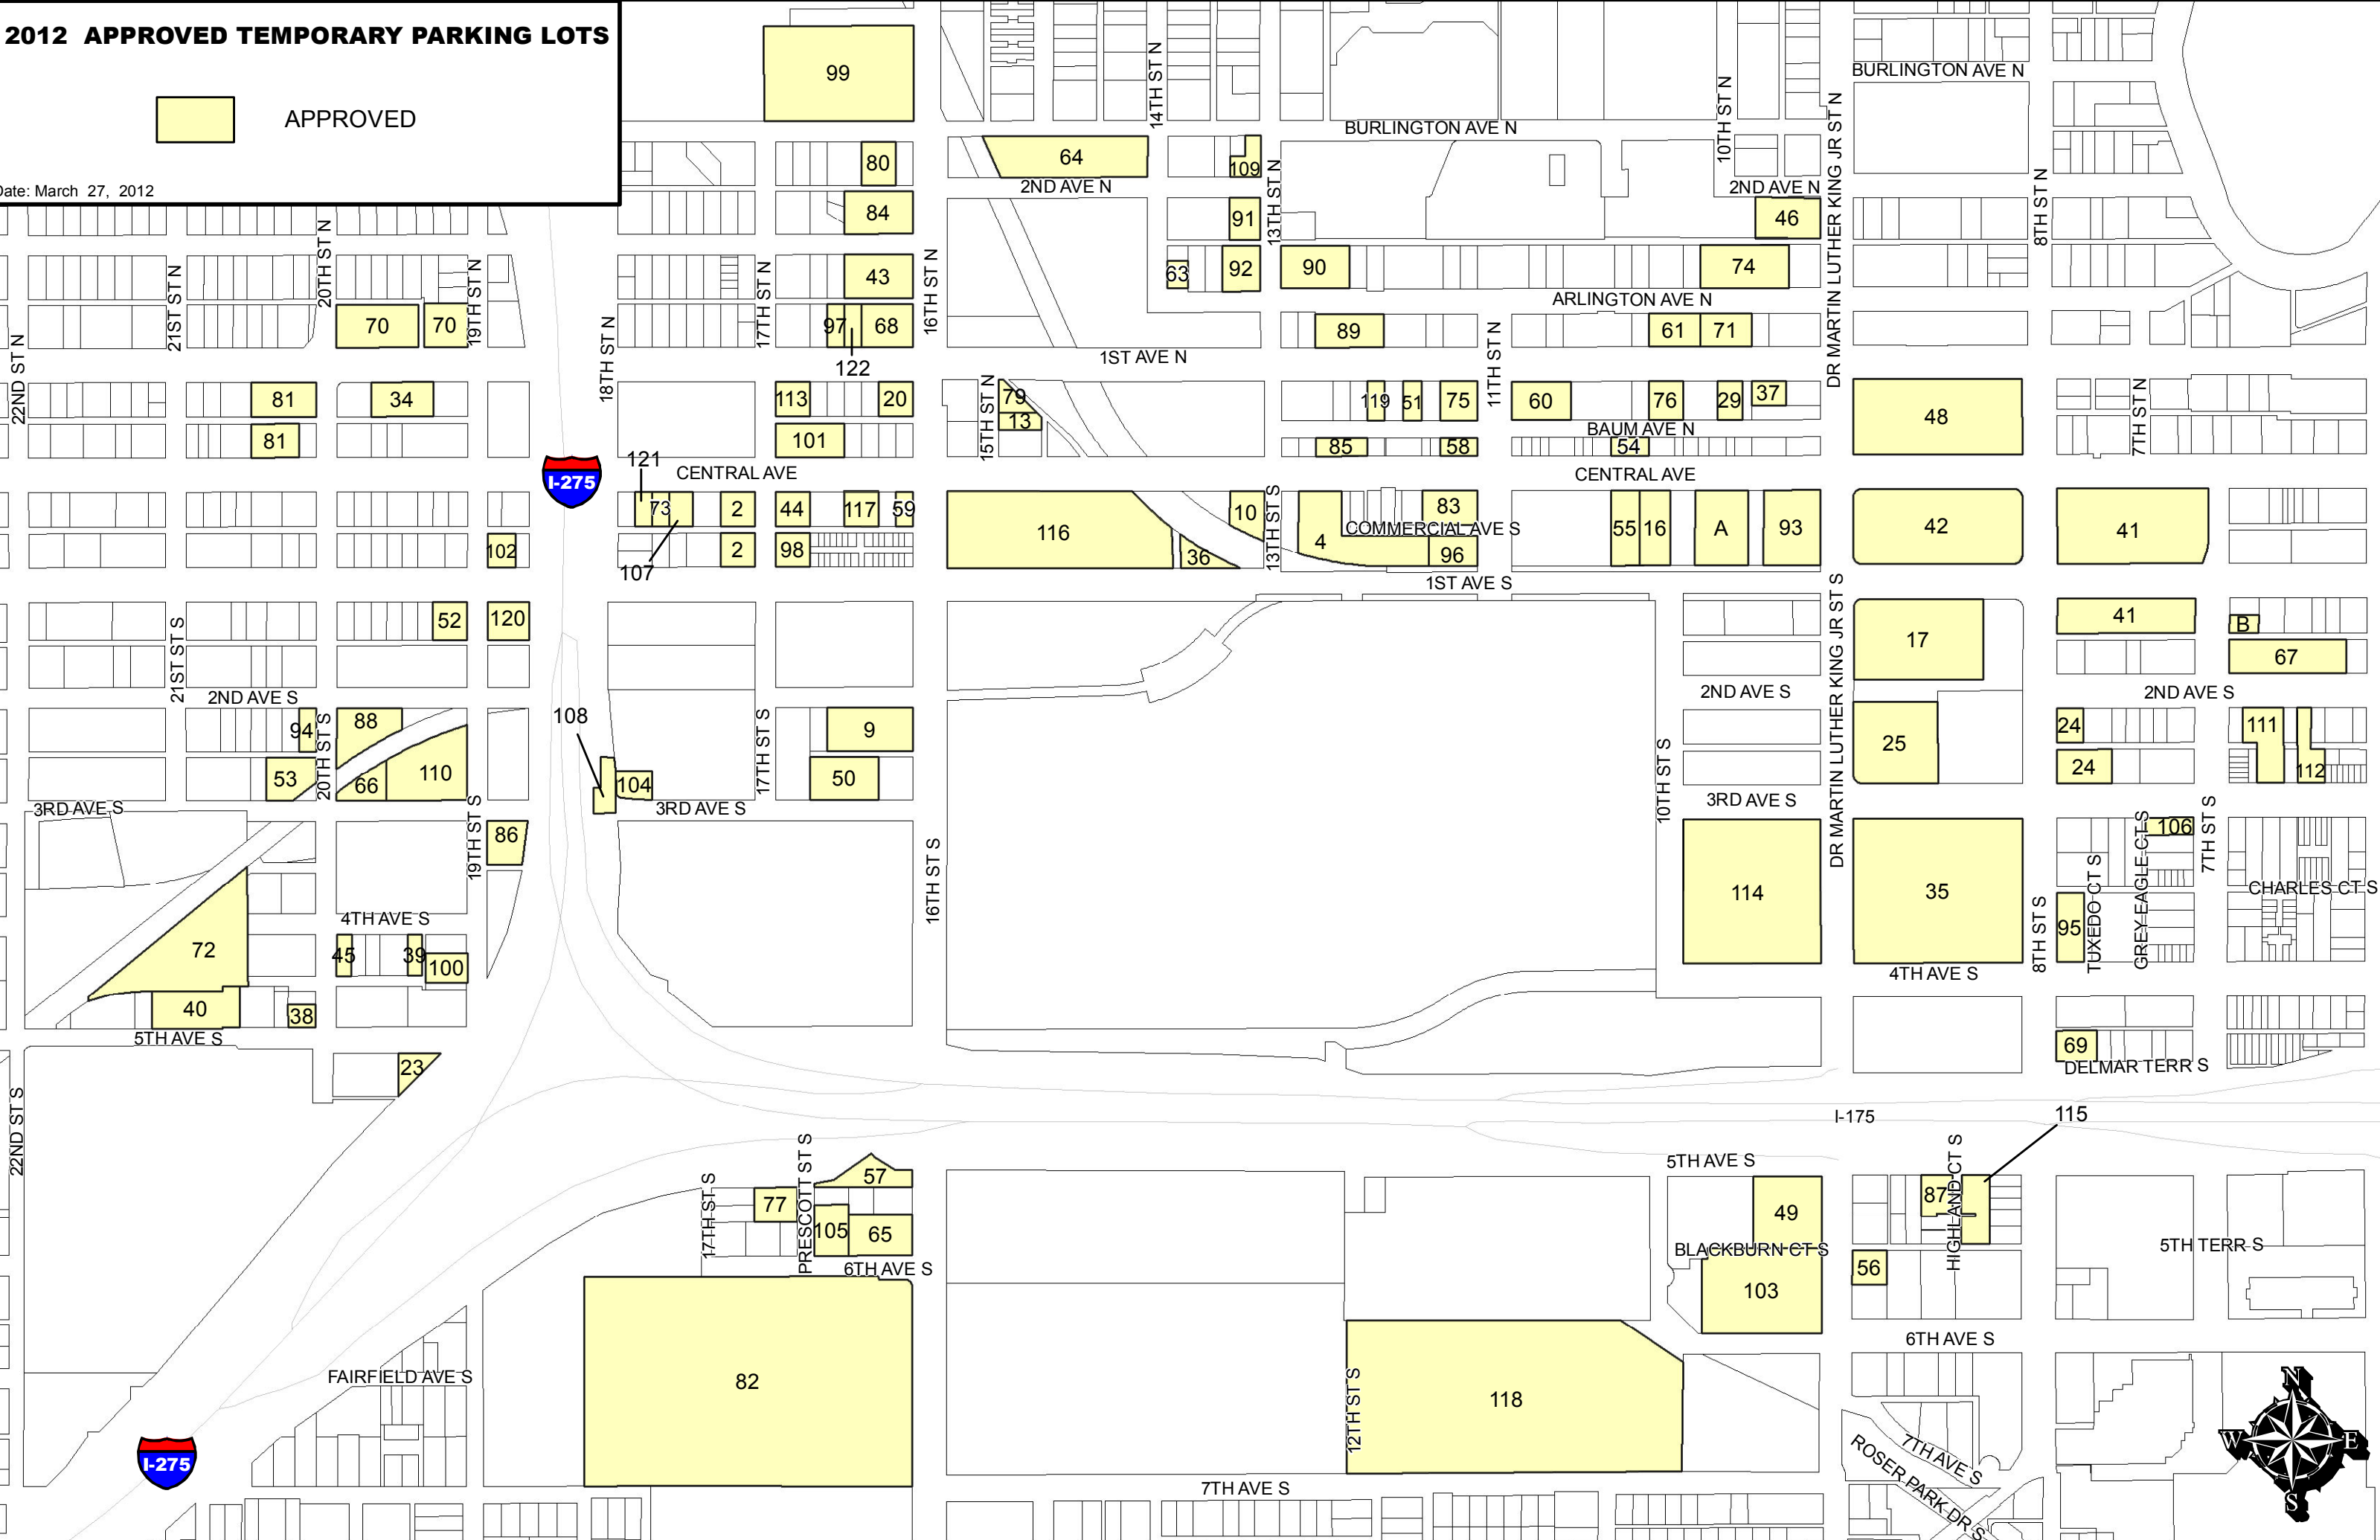 2012 APPROVED TEMPORARY PARKING LOTS
APPROVED
Date: March 27, 2012
99
BURLINGTON AVE N
14TH ST N
10TH ST N
DR MARTIN LUTHER KING JR ST N
BURLINGTON AVE N
80
64
109
2ND AVE N
13TH ST N
2ND AVE N
8TH ST N
84
91
46
20TH ST N
21ST ST N
19TH ST N
17TH ST N
16TH ST N
43
63
92
90
74
ARLINGTON AVE N
22ND ST N
70
70
18TH ST N
97
68
122
89
11TH ST N
61
71
1ST AVE N
81
34
113
20
15TH ST N
79
13
119
51
75
60
76
29
37
48
7TH ST N
81
101
85
58
BAUM AVE N
54
121
I-275
CENTRAL AVE
CENTRAL AVE
73
2
44
117
59
116
10
13TH ST S
83
COMMERCIAL AVE S
4
96
55
16
A
93
42
41
102
107
2
98
36
1ST AVE S
52
120
17
41
B
67
21ST ST S
DR MARTIN LUTHER KING JR ST S
2ND AVE S
2ND AVE S
2ND AVE S
94
20TH ST S
88
108
17TH ST S
9
10TH ST S
25
24
111
53
66
110
104
50
24
112
3RD AVE S
3RD AVE S
3RD AVE S
19TH ST S
86
16TH ST S
106
7TH ST S
GREY EAGLE CT S
TUXEDO CT S
CHARLES CT S
72
4TH AVE S
114
35
8TH ST S
95
45
39
100
4TH AVE S
40
38
5TH AVE S
69
DELMAR TERR S
23
22ND ST S
I-175
115
5TH AVE S
PRESCOTT ST S
57
17TH ST S
77
105
65
49
87
HIGHLAND CT S
BLACKBURN CT S
5TH TERR S
6TH AVE S
56
103
6TH AVE S
82
FAIRFIELD AVE S
12TH ST S
118
7TH AVE S
ROSER PARK DR S
7TH AVE S
I-275
N
W
E
S